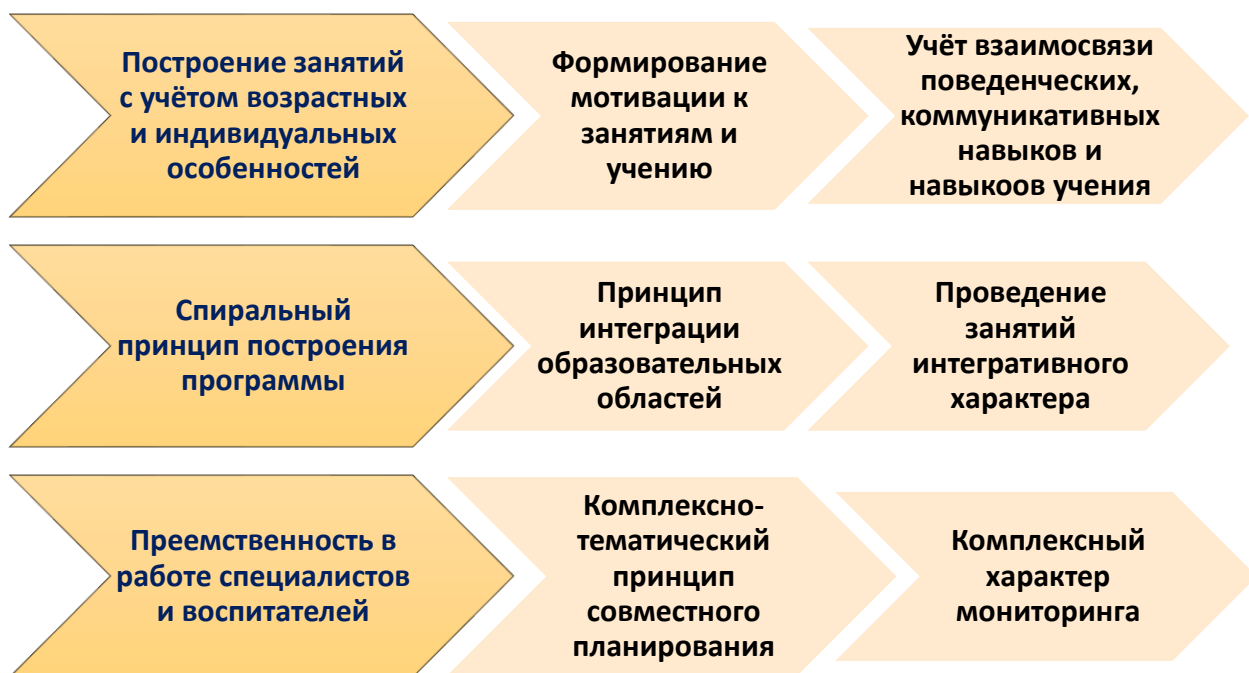 Построение занятий
с учётом возрастных
и индивидуальных
особенностей
Формирование
мотивации к
занятиям и
учению
Учёт взаимосвязи
поведенческих,
коммуникативных
навыков и
навыкоов учения
Спиральный
принцип построения
программы
Принцип
интеграции
образовательных
областей
Проведение
занятий
интегративного
характера
Преемственность в
работе специалистов
и воспитателей
Комплексно-
тематический
принцип
совместного
планирования
Комплексный
характер
мониторинга